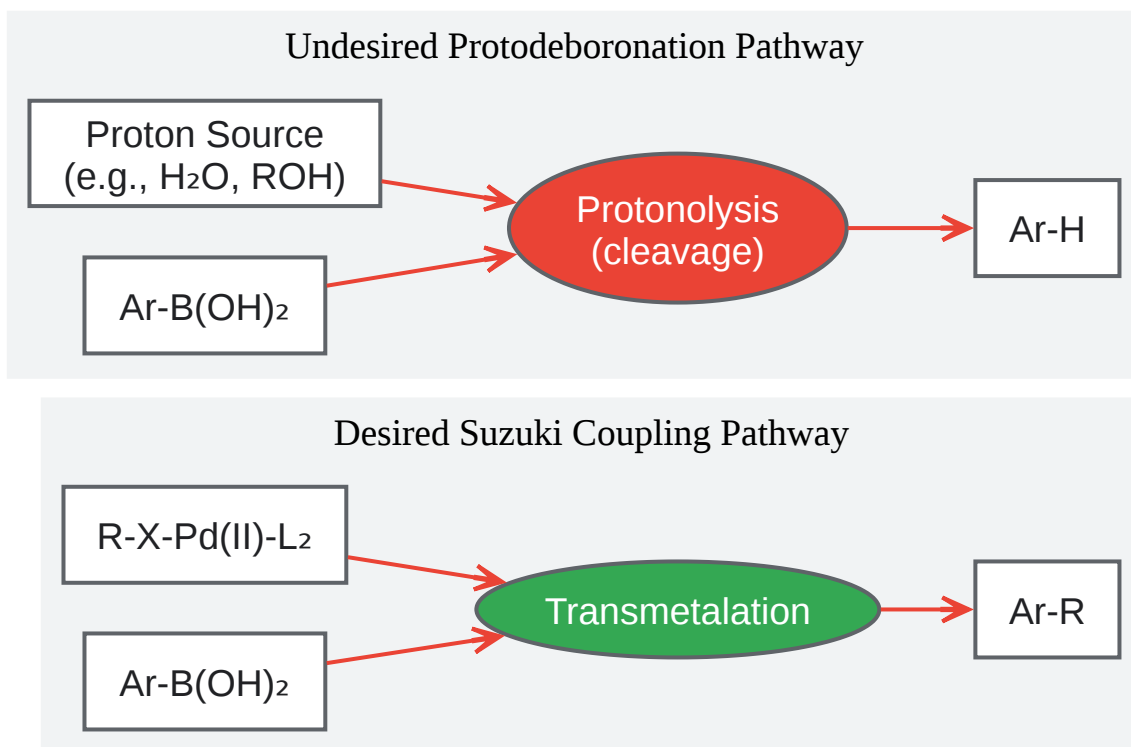 Undesired Protodeboronation Pathway
Proton Source
(e.g., H₂O, ROH)
Protonolysis
(cleavage)
Ar-H
Ar-B(OH)₂
Desired Suzuki Coupling Pathway
R-X-Pd(II)-L₂
Transmetalation
Ar-R
Ar-B(OH)₂